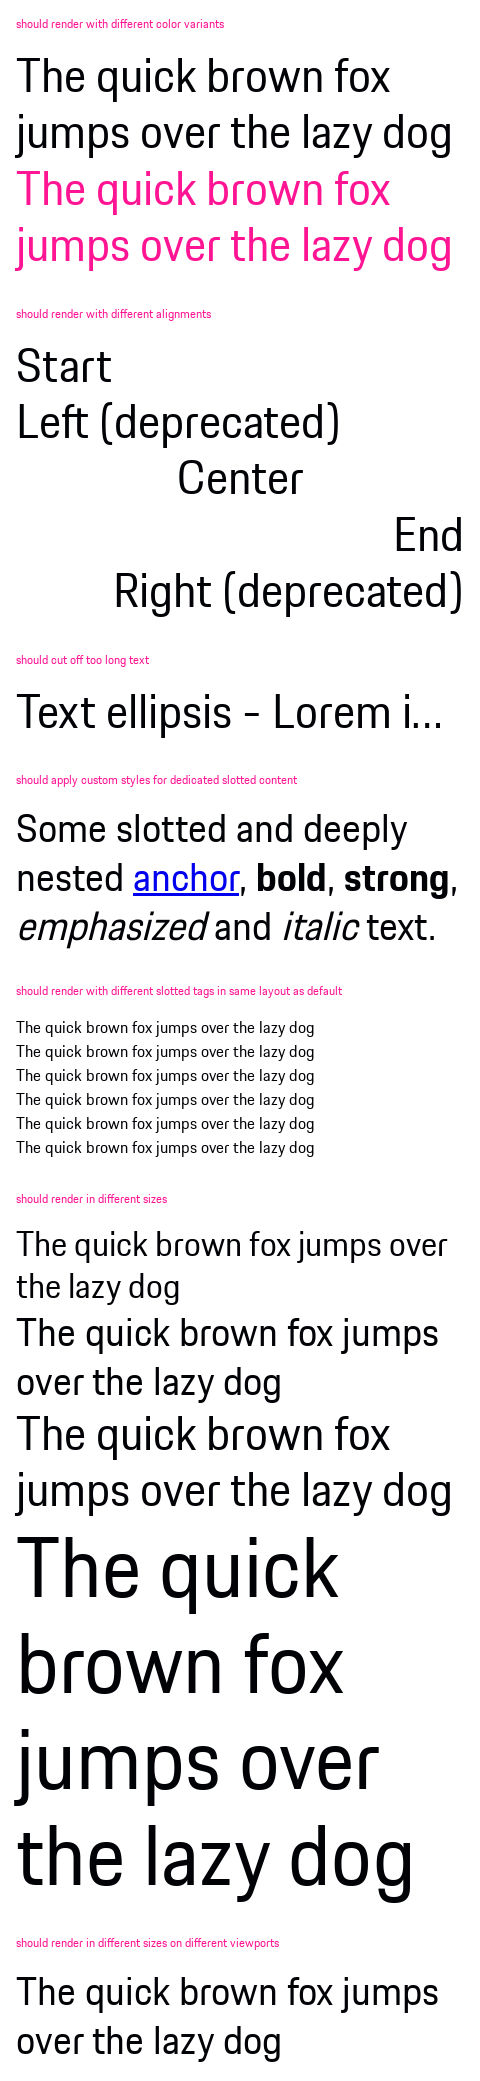 should render with different color variants
The quick brown fox
jumps over the lazy dog
The quick brown fox
jumps over the lazy dog
should render with different alignments
Start
Left (deprecated)
Center
End
Right (deprecated)
should cut off too long text
Text ellipsis - Lorem i...
should apply custom styles for dedicated slotted content
Some slotted and deeply
nested anchor, bold, strong,
emphasized and italic text.
should render with different slotted tags in same layout as default
The quick brown fox jumps over the lazy dog
The quick brown fox jumps over the lazy dog
The quick brown fox jumps over the lazy dog
The quick brown fox jumps over the lazy dog
The quick brown fox jumps over the lazy dog
The quick brown fox jumps over the lazy dog
should render in different sizes
The quick brown fox jumps over
the lazy dog
The quick brown fox jumps
over the lazy dog
The quick brown fox
jumps over the lazy dog
The quick
brown fox
jumps over
the lazy dog
should render in different sizes on different viewports
The quick brown fox jumps
over the lazy dog